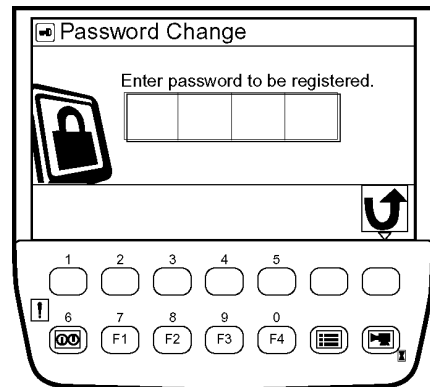 Password Change
Enter password to be registered.
1 2 3 4 5
6 7 8 9 0
F1 F2 F3 F4